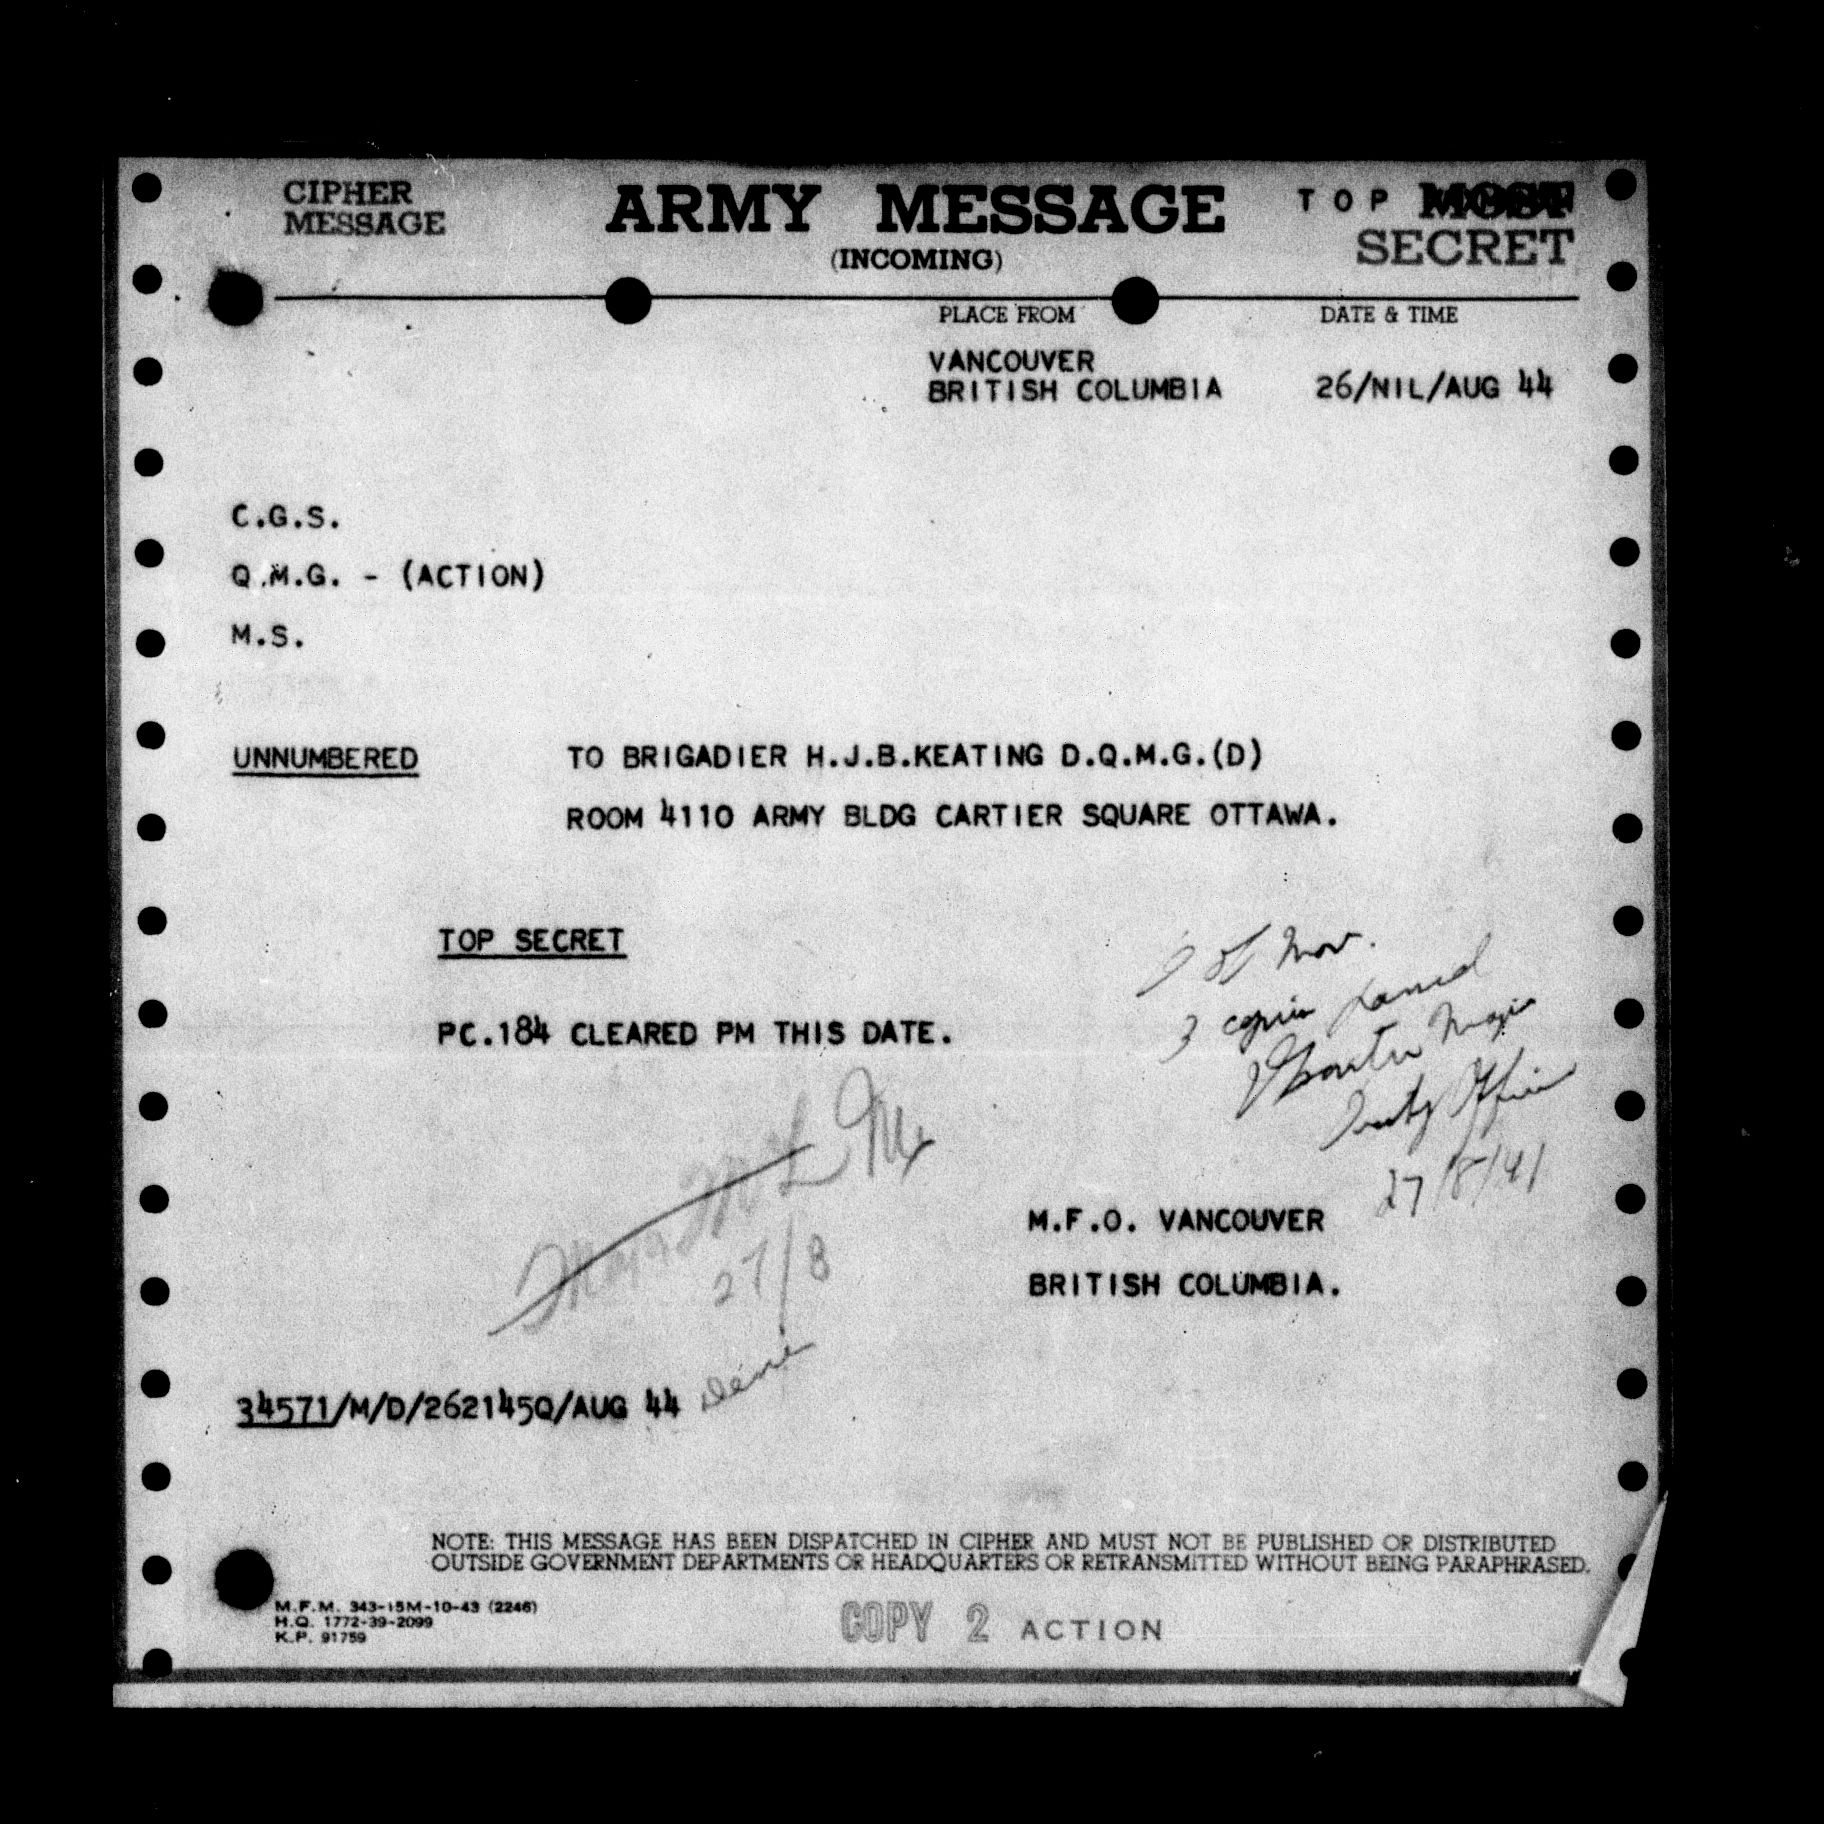 CIPHER
MESSAGE
ARMY MESSAGE
(INCOMING)
TOP MOST
SECRET
PLACE FROM
DATE & TIME
VANCOUVER
BRITISH COLUMBIA
26/NIL/AUG 44
C.G.S.
Q.M.G. - (ACTION)
M.S.
UNNUMBERED
TO BRIGADIER H.J.B.KEATING D.Q.M.G.(D)
ROOM 4110 ARMY BLDG CARTIER SQUARE OTTAWA.
TOP SECRET
PC.184 CLEARED PM THIS DATE.
of Mov.
3 copies
Major
Duty Officer
27/8/41
27/8
M.F.O. VANCOUVER
BRITISH COLUMBIA.
34571/M/D/262145Q/AUG 44
NOTE: THIS MESSAGE HAS BEEN DISPATCHED IN CIPHER AND MUST NOT BE PUBLISHED OR DISTRIBUTED
OUTSIDE GOVERNMENT DEPARTMENTS OR HEADQUARTERS OR RETRANSMITTED WITHOUT BEING PARAPHRASED.
M.F.M. 343-15M-10-43 (2246)
H.Q. 1772-39-2099
K.P. 91759
COPY 2 ACTION